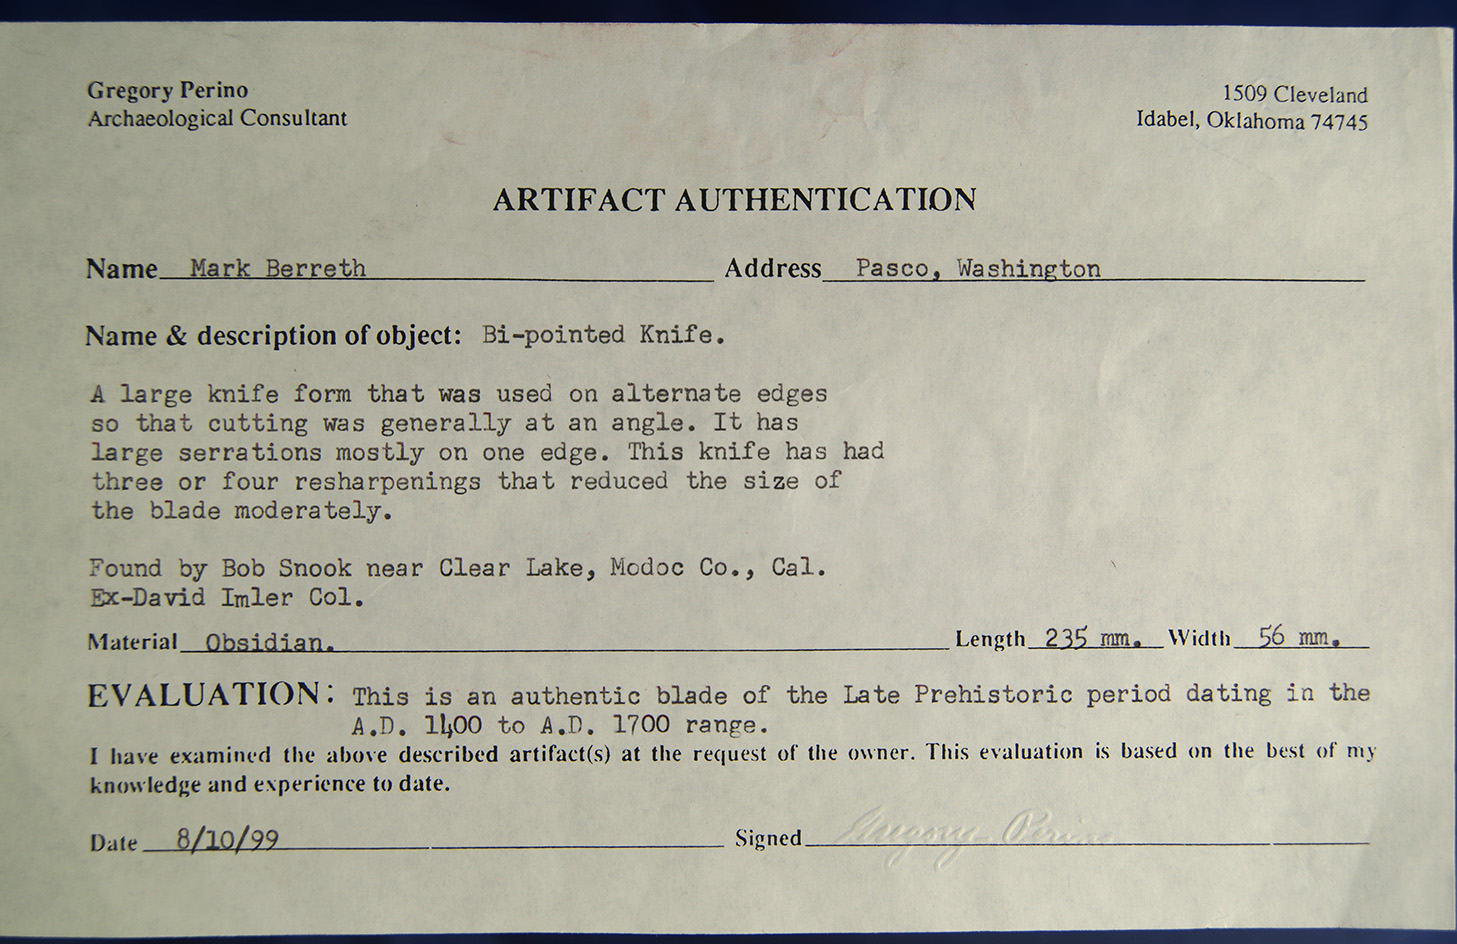 Gregory Perino
Archaeological Consultant
1509 Cleveland
Idabel, Oklahoma 74745
ARTIFACT AUTHENTICATION
Name Mark Berreth Address Pasco, Washington
Name & description of object: Bi-pointed Knife.
A large knife form that was used on alternate edges
so that cutting was generally at an angle. It has
large serrations mostly on one edge. This knife has had
three or four resharpenings that reduced the size of
the blade moderately.
Found by Bob Snook near Clear Lake, Modoc Co., Cal.
Ex-David Imler Col.
Material Obsidian. Length 235 mm. Width 56 mm.
EVALUATION: This is an authentic blade of the Late Prehistoric period dating in the
A.D. 1400 to A.D. 1700 range.
I have examined the above described artifact(s) at the request of the owner. This evaluation is based on the best of my
knowledge and experience to date.
Date 8/10/99 Signed Gregory Perino